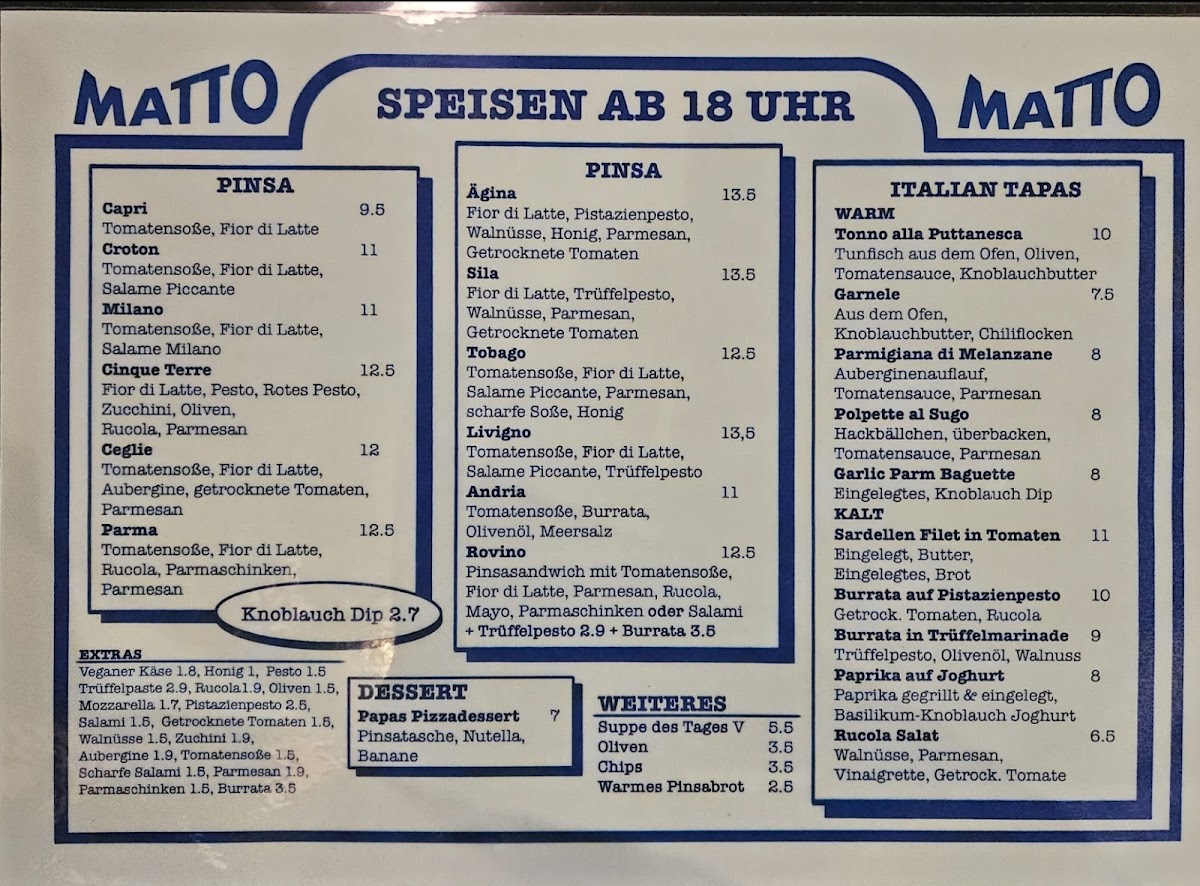 MATTO
SPEISEN AB 18 UHR
MATTO
PINSA
Capri 9.5
Tomatensoße, Fior di Latte
Croton 11
Tomatensoße, Fior di Latte,
Salame Piccante
Milano 11
Tomatensoße, Fior di Latte,
Salame Milano
Cinque Terre 12.5
Fior di Latte, Pesto, Rotes Pesto,
Zucchini, Oliven,
Rucola, Parmesan
Ceglie 12
Tomatensoße, Fior di Latte,
Aubergine, getrocknete Tomaten,
Parmesan
Parma 12.5
Tomatensoße, Fior di Latte,
Rucola, Parmaschinken,
Parmesan
Knoblauch Dip 2.7
EXTRAS
Veganer Käse 1.8, Honig 1, Pesto 1.5
Trüffelpaste 2.9, Rucola1.9, Oliven 1.5,
Mozzarella 1.7, Pistazienpesto 2.5,
Salami 1.5, Getrocknete Tomaten 1.5,
Walnüsse 1.5, Zuchini 1.9,
Aubergine 1.9, Tomatensoße 1.5,
Scharfe Salami 1.5, Parmesan 1.9,
Parmaschinken 1.5, Burrata 3.5
PINSA
Ägina 13.5
Fior di Latte, Pistazienpesto,
Walnüsse, Honig, Parmesan,
Getrocknete Tomaten
Sila 13.5
Fior di Latte, Trüffelpesto,
Walnüsse, Parmesan,
Getrocknete Tomaten
Tobago 12.5
Tomatensoße, Fior di Latte,
Salame Piccante, Parmesan,
scharfe Soße, Honig
Livigno 13,5
Tomatensoße, Fior di Latte,
Salame Piccante, Trüffelpesto
Andria 11
Tomatensoße, Burrata,
Olivenöl, Meersalz
Rovino 12.5
Pinsasandwich mit Tomatensoße,
Fior di Latte, Parmesan, Rucola,
Mayo, Parmaschinken oder Salami
+ Trüffelpesto 2.9 + Burrata 3.5
DESSERT
Papas Pizzadessert 7
Pinsatasche, Nutella,
Banane
WEITERES
Suppe des Tages V 5.5
Oliven 3.5
Chips 3.5
Warmes Pinsabrot 2.5
ITALIAN TAPAS
WARM
Tonno alla Puttanesca 10
Tunfisch aus dem Ofen, Oliven,
Tomatensauce, Knoblauchbutter
Garnele 7.5
Aus dem Ofen,
Knoblauchbutter, Chiliflocken
Parmigiana di Melanzane 8
Auberginenauflauf,
Tomatensauce, Parmesan
Polpette al Sugo 8
Hackbällchen, überbacken,
Tomatensauce, Parmesan
Garlic Parm Baguette 8
Eingelegtes, Knoblauch Dip
KALT
Sardellen Filet in Tomaten 11
Eingelegt, Butter,
Eingelegtes, Brot
Burrata auf Pistazienpesto 10
Getrock. Tomaten, Rucola
Burrata in Trüffelmarinade 9
Trüffelpesto, Olivenöl, Walnuss
Paprika auf Joghurt 8
Paprika gegrillt & eingelegt,
Basilikum-Knoblauch Joghurt
Rucola Salat 6.5
Walnüsse, Parmesan,
Vinaigrette, Getrock. Tomate